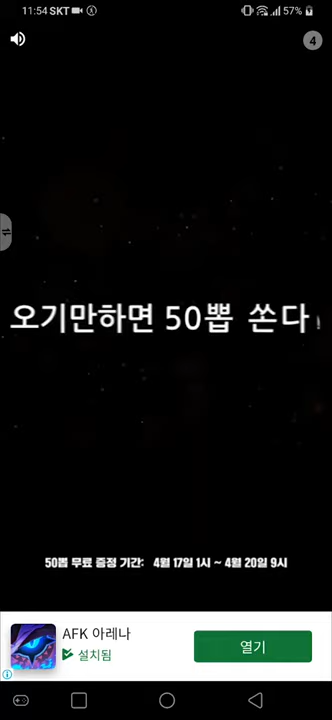 11:54 SKT 57%
4
오기만하면 50뽑 쏜다!
50뽑 무료 증정 기간: 4월 17일 1시 ~ 4월 20일 9시
AFK 아레나
설치됨
열기